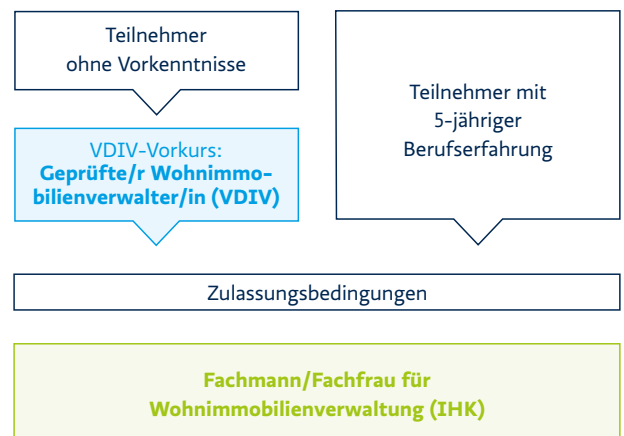 Teilnehmer
ohne Vorkenntnisse
VDIV-Vorkurs:
Geprüfte/r Wohnimmo-
bilienverwalter/in (VDIV)
Teilnehmer mit
5-jähriger
Berufserfahrung
Zulassungsbedingungen
Fachmann/Fachfrau für
Wohnimmobilienverwaltung (IHK)